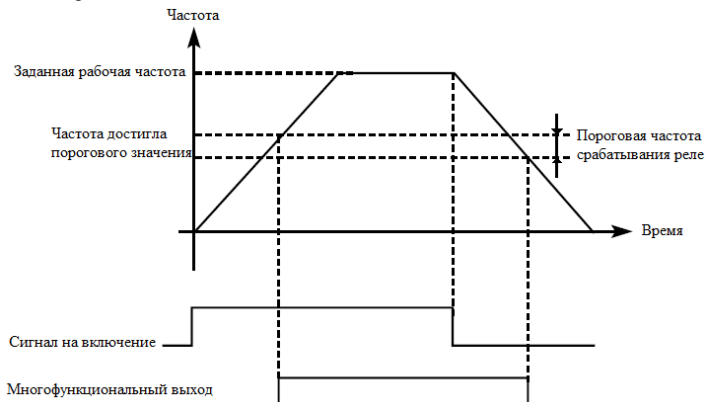 Частота
Заданная рабочая частота
Частота достигла
порогового значения
Пороговая частота
срабатывания реле
Время
Сигнал на включение
Многофункциональный выход